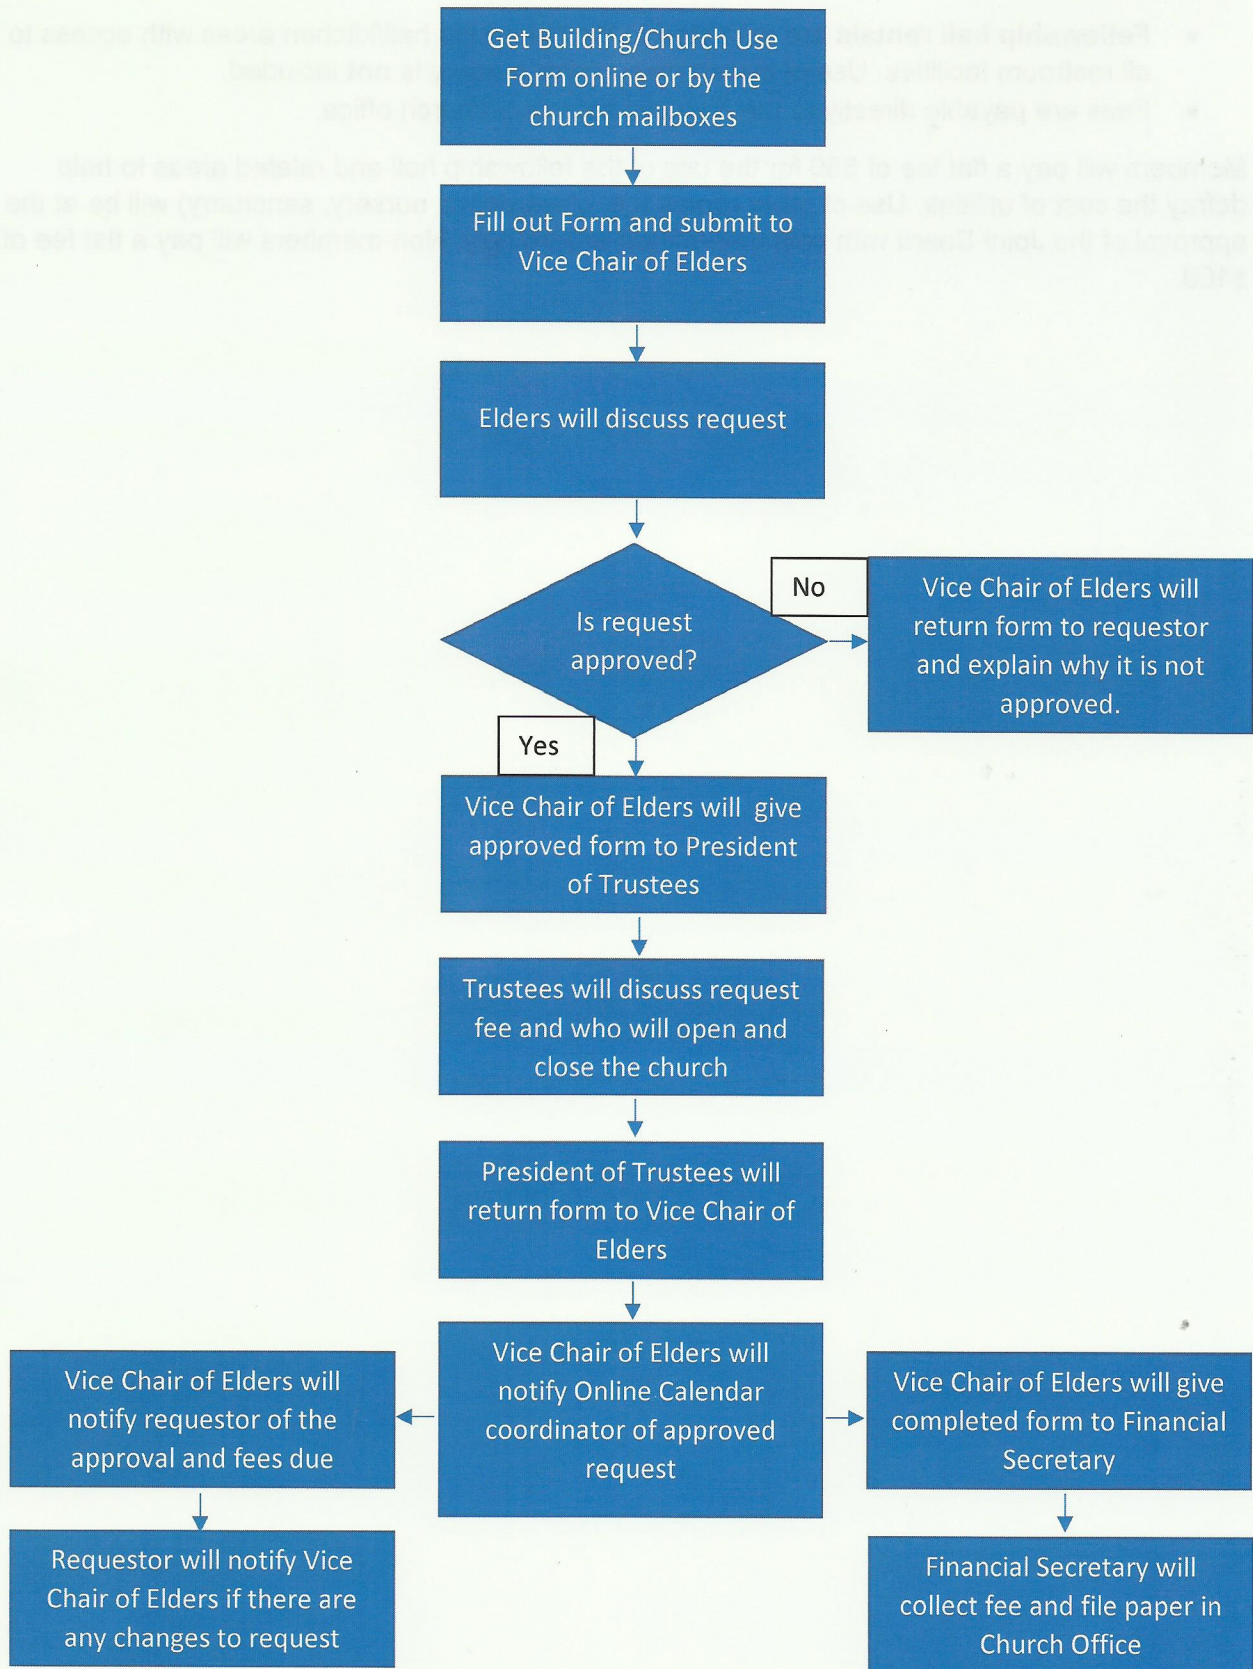 Get Building/Church Use
Form online or by the
church mailboxes
Fill out Form and submit to
Vice Chair of Elders
Elders will discuss request
Is request
approved?
No
Vice Chair of Elders will
return form to requestor
and explain why it is not
approved.
Yes
Vice Chair of Elders will give
approved form to President
of Trustees
Trustees will discuss request
fee and who will open and
close the church
President of Trustees will
return form to Vice Chair of
Elders
Vice Chair of Elders will
notify Online Calendar
coordinator of approved
request
Vice Chair of Elders will
notify requestor of the
approval and fees due
Vice Chair of Elders will give
completed form to Financial
Secretary
Requestor will notify Vice
Chair of Elders if there are
any changes to request
Financial Secretary will
collect fee and file paper in
Church Office